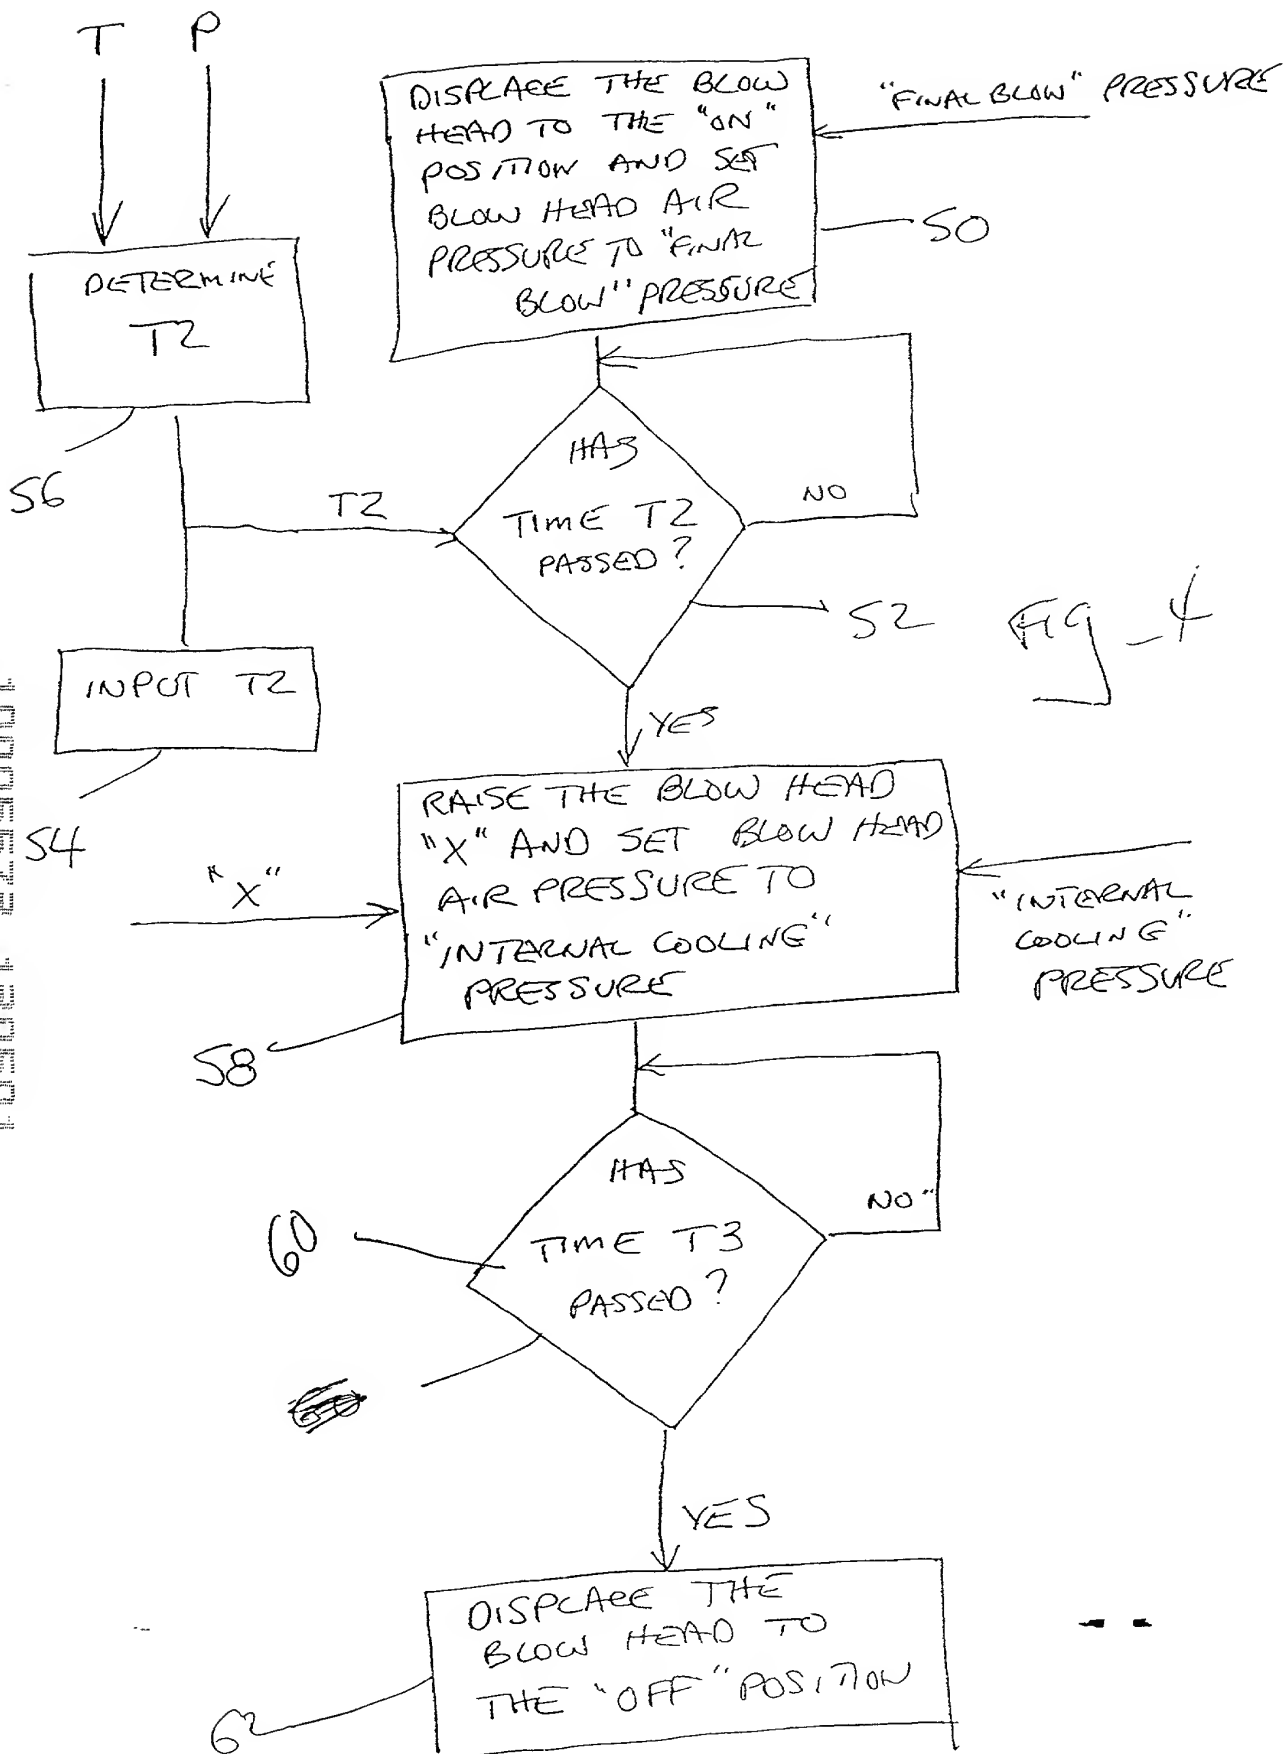 T P
DISPLACE THE BLOW
HEAD TO THE "ON"
POSITION AND SET
BLOW HEAD AIR
PRESSURE TO "FINAL
BLOW" PRESSURE
"FINAL BLOW" PRESSURE
50
DETERMINE
T2
56
T2
HAS
TIME T2
PASSED?
NO
52
Fig_4
INPUT T2
54
YES
RAISE THE BLOW HEAD
"X" AND SET BLOW HEAD
AIR PRESSURE TO
"INTERNAL COOLING"
PRESSURE
"X"
"INTERNAL
COOLING"
PRESSURE
58
HAS
TIME T3
PASSED?
NO"
60
YES
DISPLACE THE
BLOW HEAD TO
THE "OFF" POSITION
62